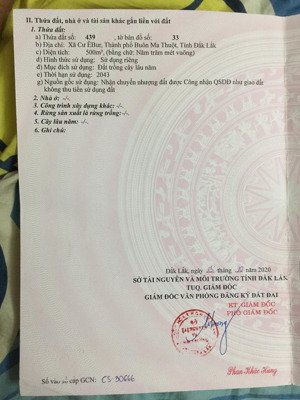 II. Thửa đất, nhà ở và tài sản khác gắn liền với đất
1. Thửa đất:
a) Thửa đất số: 439 , tờ bản đồ số: 33
b) Địa chỉ: Xã Cư ÊBur, Thành phố Buôn Ma Thuột, Tỉnh Đắk Lắk
c) Diện tích: 500m², (bằng chữ: Năm trăm mét vuông)
d) Hình thức sử dụng: Sử dụng riêng
đ) Mục đích sử dụng: Đất trồng cây lâu năm
e) Thời hạn sử dụng: 2043
g) Nguồn gốc sử dụng: Nhận chuyển nhượng đất được Công nhận QSDĐ như giao đất
không thu tiền sử dụng đất
2. Nhà ở: -/-.
3. Công trình xây dựng khác: -/-.
4. Rừng sản xuất là rừng trồng: -/-.
5. Cây lâu năm: -/-.
6. Ghi chú:
Đắk Lắk, ngày tháng 10 năm 2020
SỞ TÀI NGUYÊN VÀ MÔI TRƯỜNG TỈNH ĐẮK LẮK
TUQ. GIÁM ĐỐC
GIÁM ĐỐC VĂN PHÒNG ĐĂNG KÝ ĐẤT ĐAI
KT. GIÁM ĐỐC
PHÓ GIÁM ĐỐC
Phan Khắc Hùng
Số vào sổ cấp GCN: CS 90666